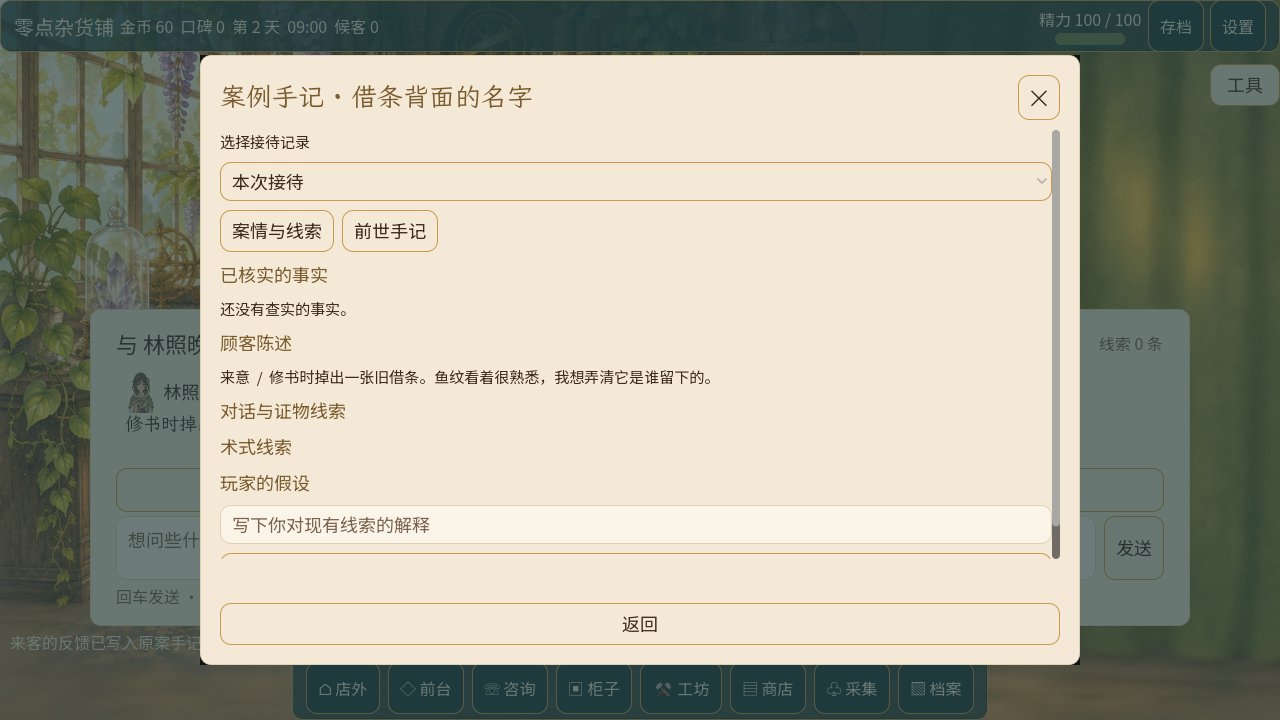 零点杂货铺 金币 60 口碑 0 第 2 天 09:00 候客 0
精力 100 / 100
存档
设置
工具
案例手记·借条背面的名字
选择接待记录
本次接待
案情与线索
前世手记
已核实的事实
还没有查实的事实。
顾客陈述
来意 / 修书时掉出一张旧借条。鱼纹看着很熟悉，我想弄清它是谁留下的。
对话与证物线索
术式线索
玩家的假设
写下你对现有线索的解释
返回
与 林照晚
线索 0 条
林照
修书时掉
想问些什
发送
回车发送 ·
来客的反馈已写入原案手记
店外
前台
咨询
柜子
工坊
商店
采集
档案